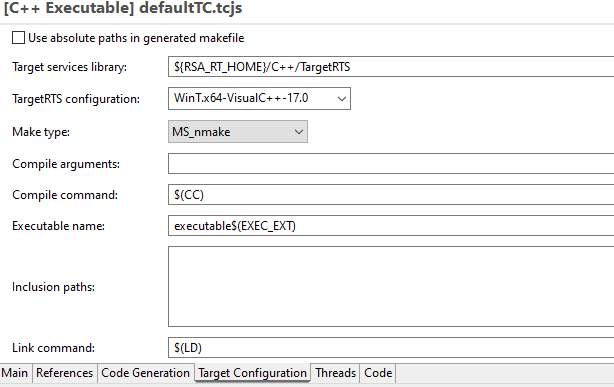 [C++ Executable] defaultTC.tcjs
Use absolute paths in generated makefile
Target services library: ${RSA_RT_HOME}/C++/TargetRTS
TargetRTS configuration: WinT.x64-VisualC++-17.0
Make type: MS_nmake
Compile arguments:
Compile command: $(CC)
Executable name: executable$(EXEC_EXT)
Inclusion paths:
Link command: $(LD)
Main References Code Generation Target Configuration Threads Code